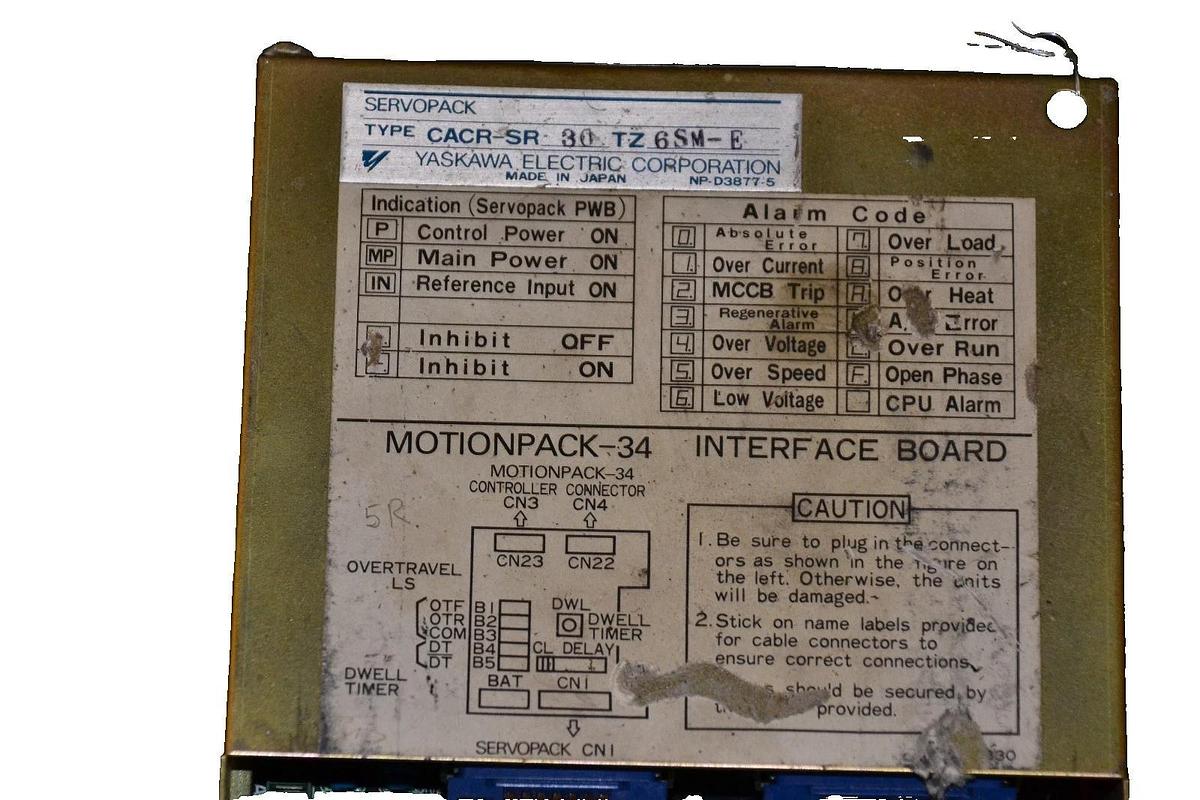 SERVOPACK
TYPE CACR-SR 30 TZ 6SM-E
YASKAWA ELECTRIC CORPORATION
MADE IN JAPAN NP-D3877-5
Indication (Servopack PWB)
P Control Power ON
MP Main Power ON
IN Reference Input ON
Inhibit OFF
Inhibit ON
Alarm Code
0. Absolute Error
1. Over Current
2. MCCB Trip
3. Regenerative Alarm
4. Over Voltage
5. Over Speed
6. Low Voltage
7. Over Load
8. Position Error
A. Heat
Error
Over Run
F. Open Phase
CPU Alarm
MOTIONPACK-34 INTERFACE BOARD
MOTIONPACK-34
CONTROLLER CONNECTOR
CN3 CN4
5R
CN23 CN22
OVERTRAVEL
LS
OTF B1
OTR B2
COM B3
DT B4
DT B5
DWL
DWELL
TIMER
CL DELAY
1
DWELL
TIMER
BAT CN1
SERVOPACK CN1
CAUTION
1. Be sure to plug in the connect-
ors as shown in the figure on
the left. Otherwise, the units
will be damaged.
2. Stick on name labels provided
for cable connectors to
ensure correct connections
should be secured by
provided.